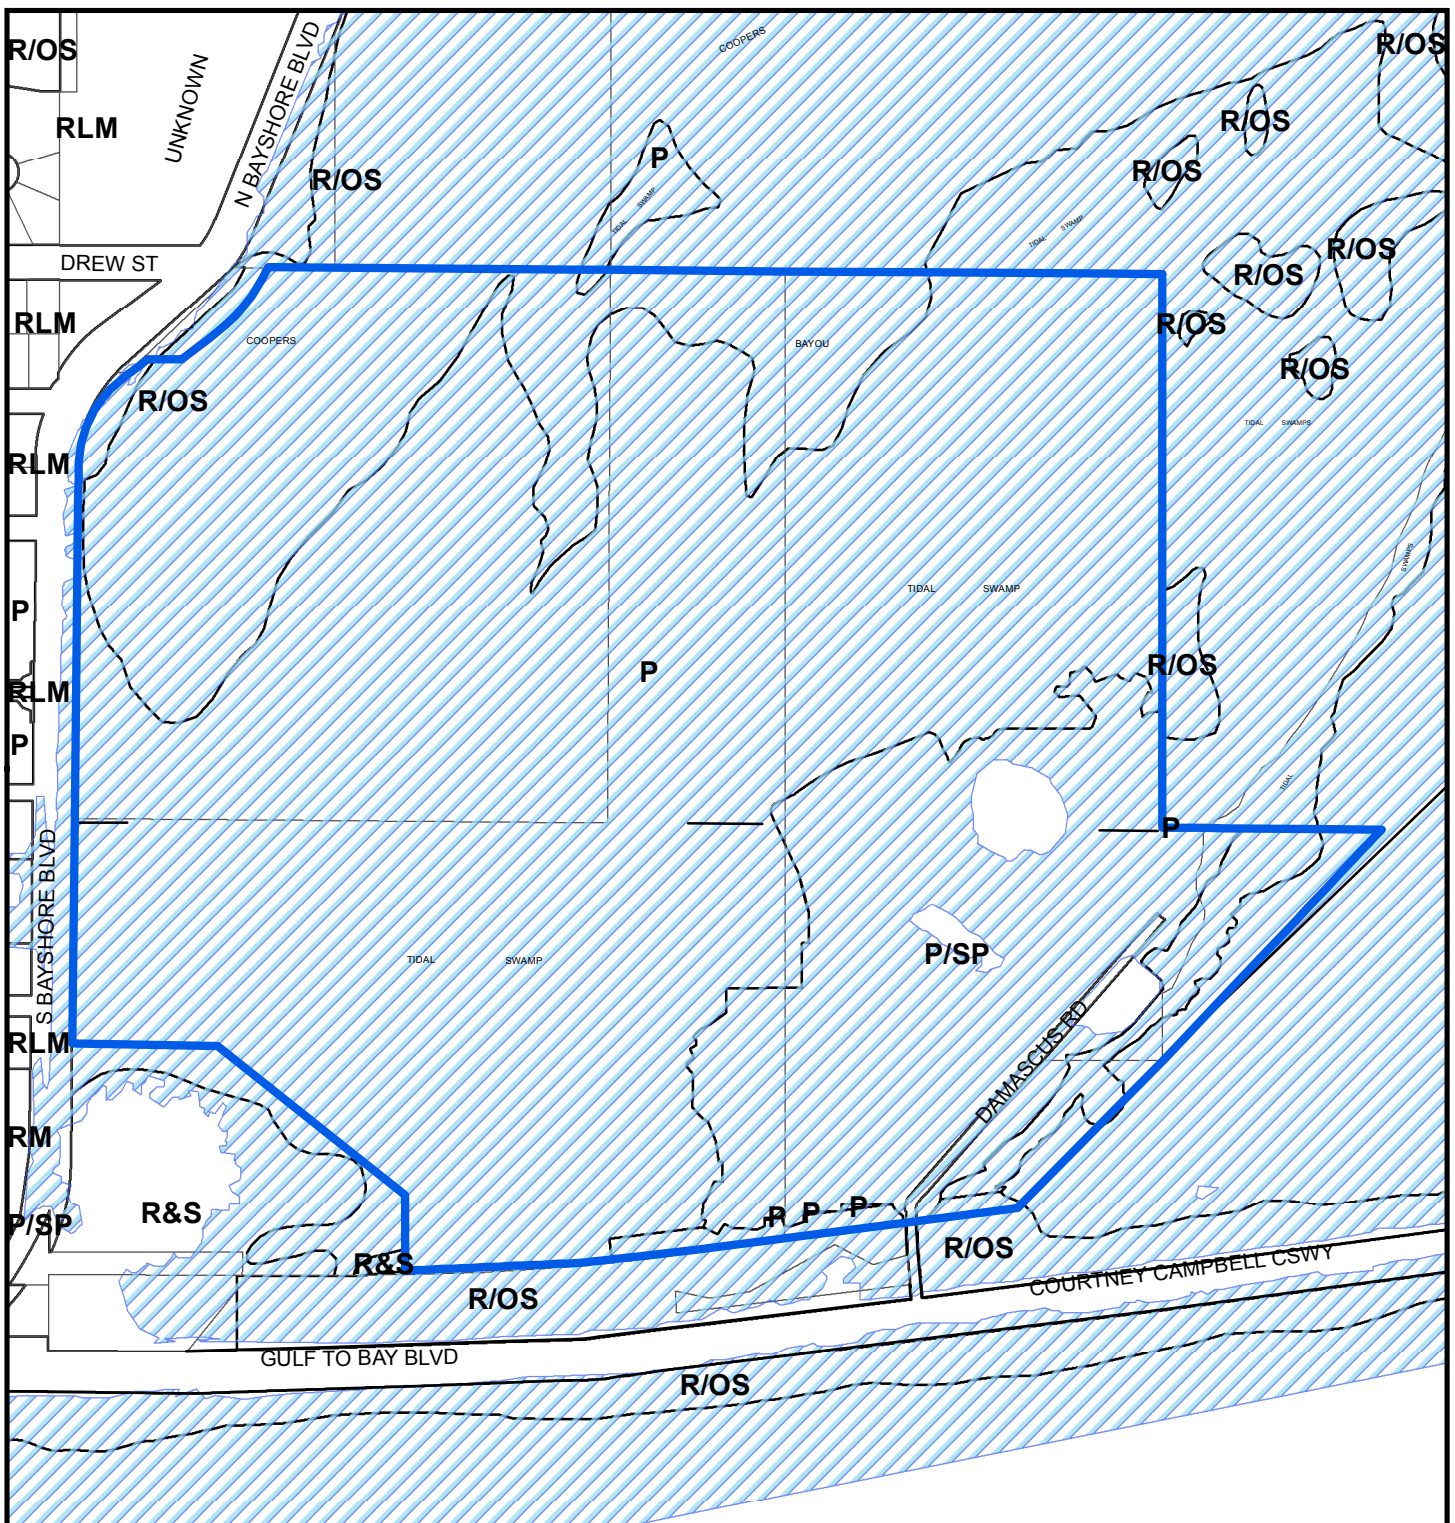 COOPERS
R/OS
R/OS
UNKNOWN
N BAYSHORE BLVD
R/OS
RLM
P
R/OS
R/OS
TIDAL SWAMP
TIDAL SWAMP
R/OS
DREW ST
R/OS
RLM
R/OS
COOPERS
BAYOU
R/OS
R/OS
TIDAL SWAMPS
RLM
SWAMPS
TIDAL SWAMP
P
R/OS
P
RLM
P
TIDAL
P
S BAYSHORE BLVD
P/SP
TIDAL SWAMP
RLM
DAMASCUS RD
RM
P
P
P
R&S
P/SP
R/OS
R&S
COURTNEY CAMPBELL CSWY
R/OS
GULF TO BAY BLVD
R/OS